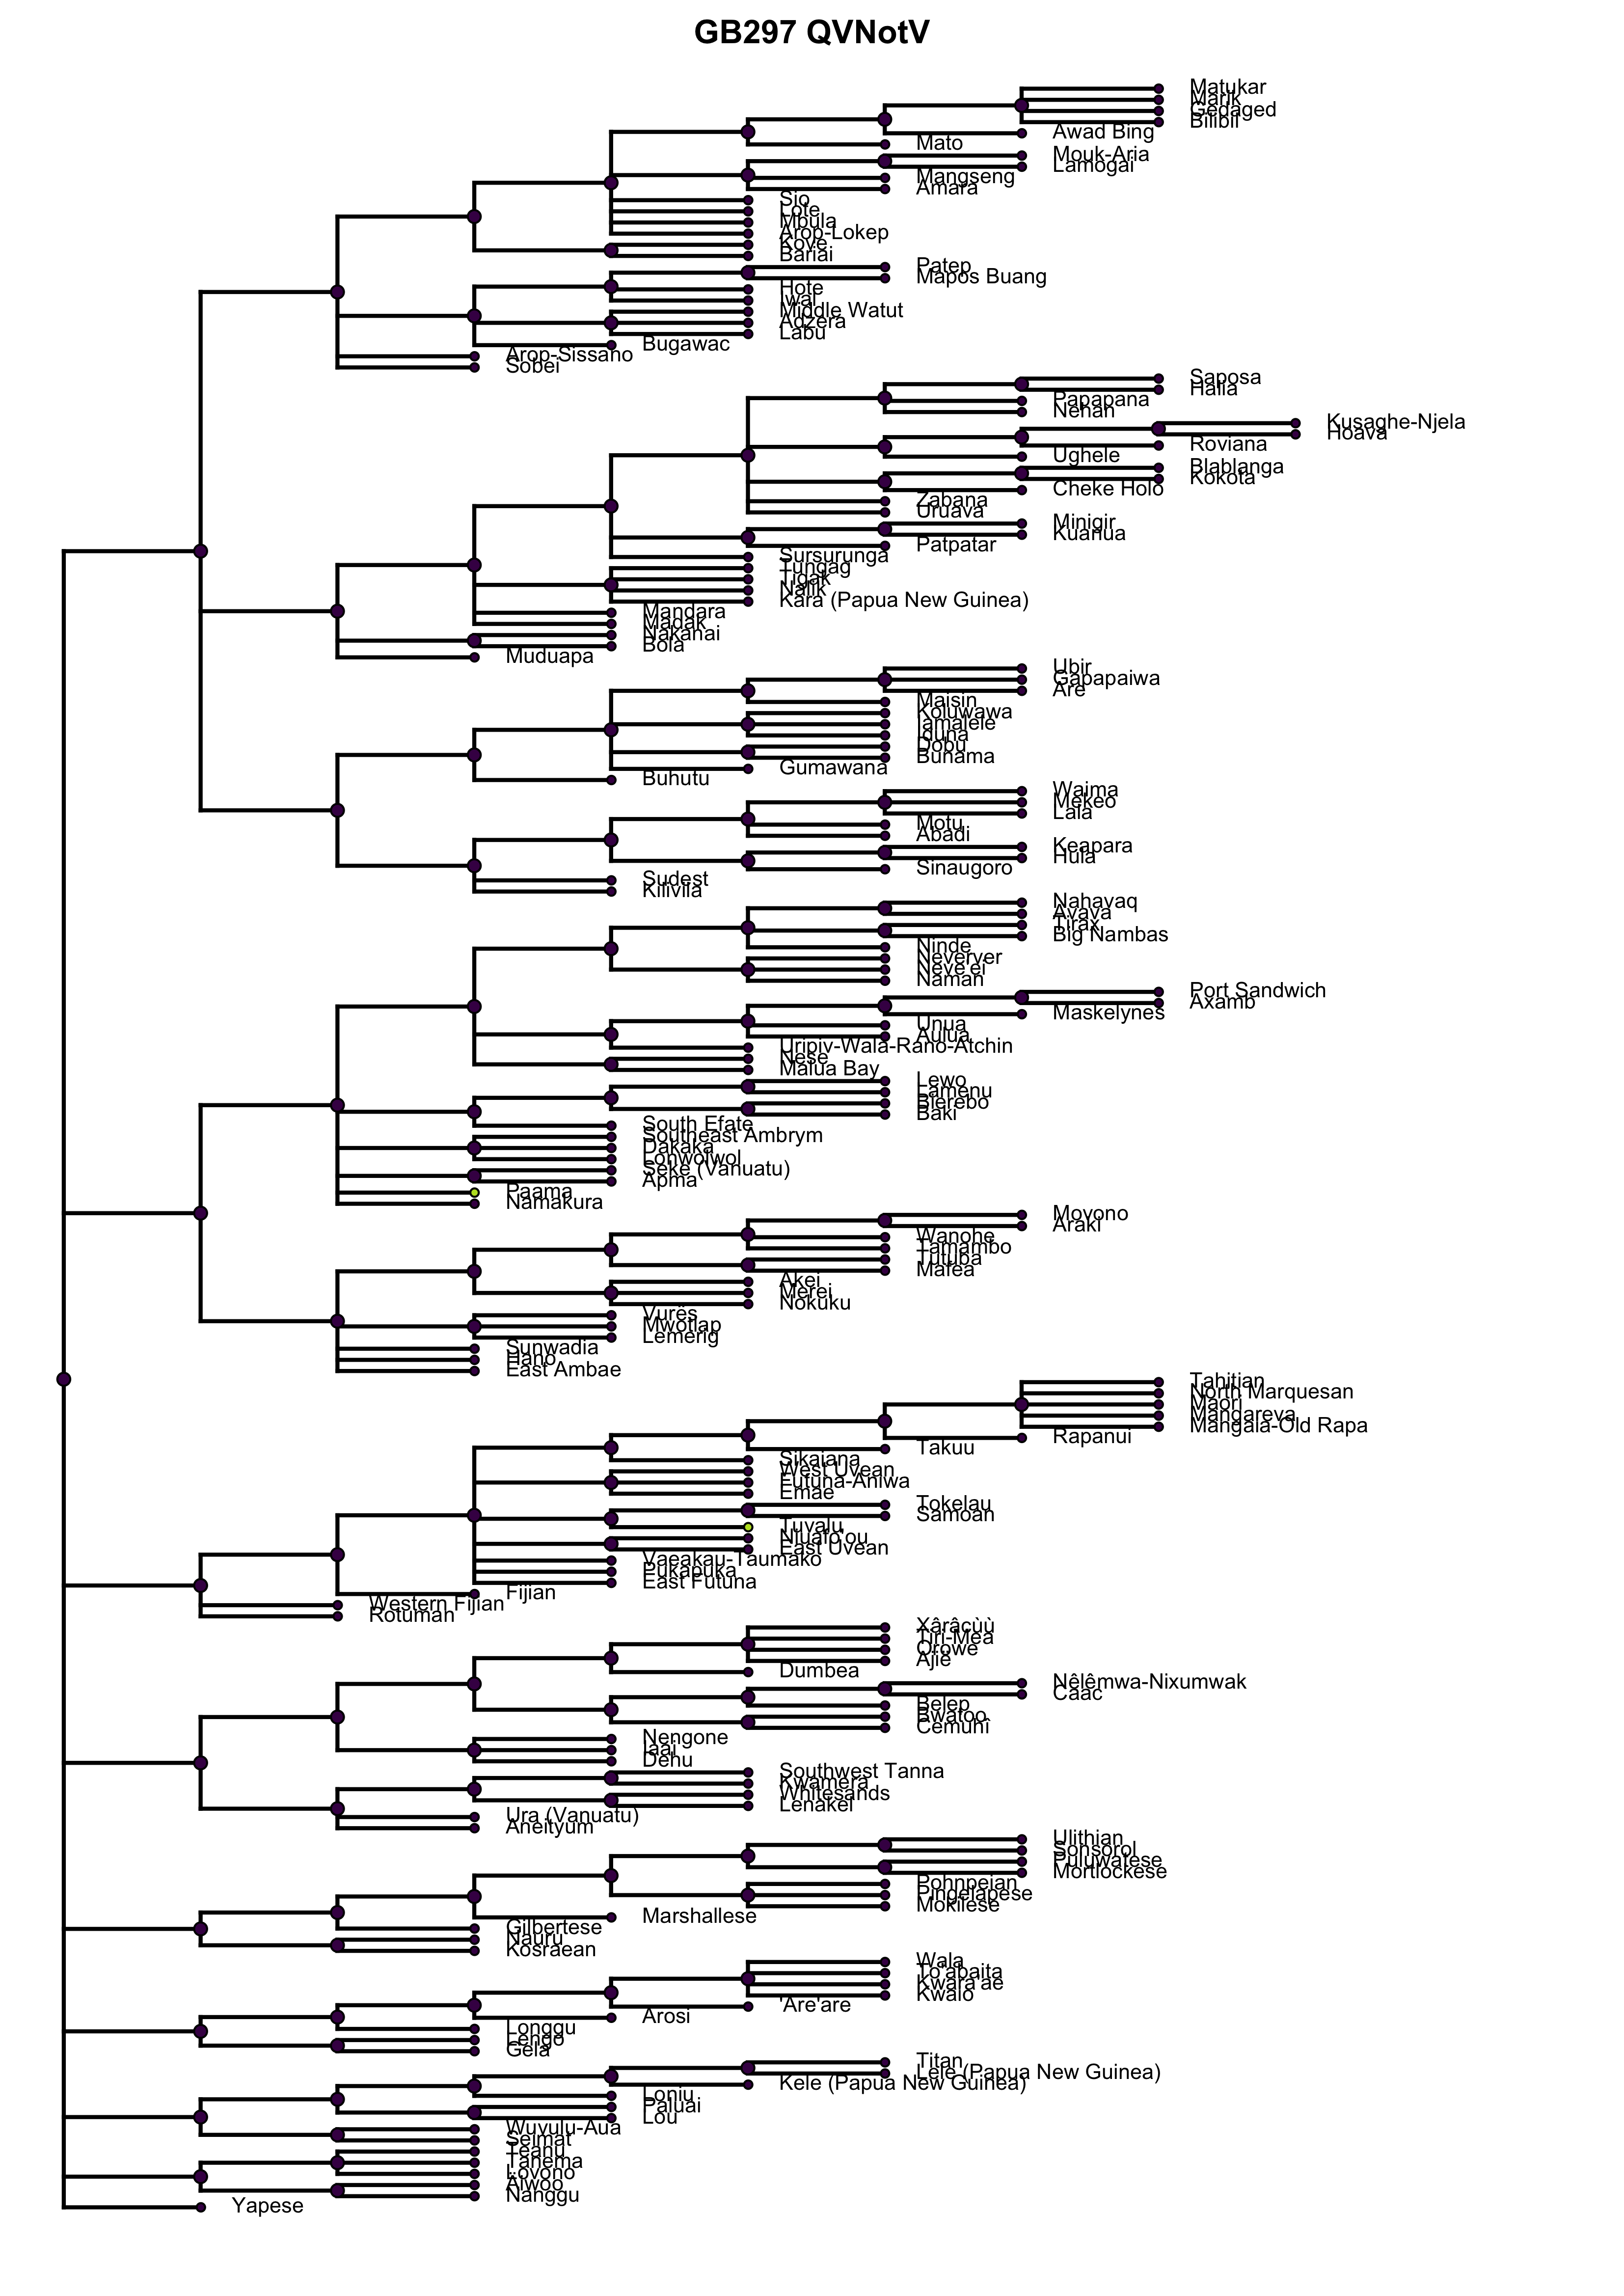 GB297 QVNotV
Matukar
Marik
Gedaged
Bilibil
Awad Bing
Mato
Mouk-Aria
Lamogai
Mangseng
Amara
Sio
Lote
Mbula
Arop-Lokep
Kove
Bariai
Patep
Mapos Buang
Hote
Iwal
Middle Watut
Adzera
Labu
Bugawac
Arop-Sissano
Sobei
Saposa
Halia
Papapana
Nehan
Kusaghe-Njela
Hoava
Roviana
Ughele
Blablanga
Kokota
Cheke Holo
Zabana
Uruava
Minigir
Kuanua
Patpatar
Sursurunga
Tungag
Tigak
Nalik
Kara (Papua New Guinea)
Mandara
Madak
Nakanai
Bola
Muduapa
Ubir
Gapapaiwa
Are
Maisin
Koluwawa
Iamalele
Iduna
Dobu
Bunama
Gumawana
Buhutu
Waima
Mekeo
Lala
Motu
Abadi
Keapara
Hula
Sinaugoro
Sudest
Kilivila
Nahavaq
Avava
Tirax
Big Nambas
Ninde
Neverver
Neve'ei
Naman
Port Sandwich
Axamb
Maskelynes
Unua
Aulua
Uripiv-Wala-Rano-Atchin
Nese
Malua Bay
Lewo
Lamenu
Bierebo
Baki
South Efate
Southeast Ambrym
Dakaka
Lonwolwol
Seke (Vanuatu)
Apma
Paama
Namakura
Movono
Araki
Wanohe
Tamambo
Tutuba
Mafea
Akei
Merei
Nokuku
Vurës
Mwotlap
Lemerig
Sunwadia
Hano
East Ambae
Tahitian
North Marquesan
Maori
Mangareva
Mangaia-Old Rapa
Rapanui
Takuu
Sikaiana
West Uvean
Futuna-Aniwa
Emae
Tokelau
Samoan
Tuvalu
Niuafo'ou
East Uvean
Vaeakau-Taumako
Pukapuka
East Futuna
Fijian
Western Fijian
Rotuman
Xârâcùù
Tiri-Mea
Orowe
Ajië
Dumbea
Nêlêmwa-Nixumwak
Caac
Belep
Bwatoo
Cemuhî
Nengone
Iaai
Dehu
Southwest Tanna
Kwamera
Whitesands
Lenakel
Ura (Vanuatu)
Aneityum
Ulithian
Sonsorol
Puluwatese
Mortlockese
Pohnpeian
Pingelapese
Mokilese
Marshallese
Gilbertese
Nauru
Kosraean
Wala
To'abaita
Kwara'ae
Kwaio
'Are'are
Arosi
Longgu
Lengo
Gela
Titan
Lele (Papua New Guinea)
Kele (Papua New Guinea)
Loniu
Paluai
Lou
Wuvulu-Aua
Seimat
Teanu
Tanema
Lovono
Äiwoo
Nanggu
Yapese